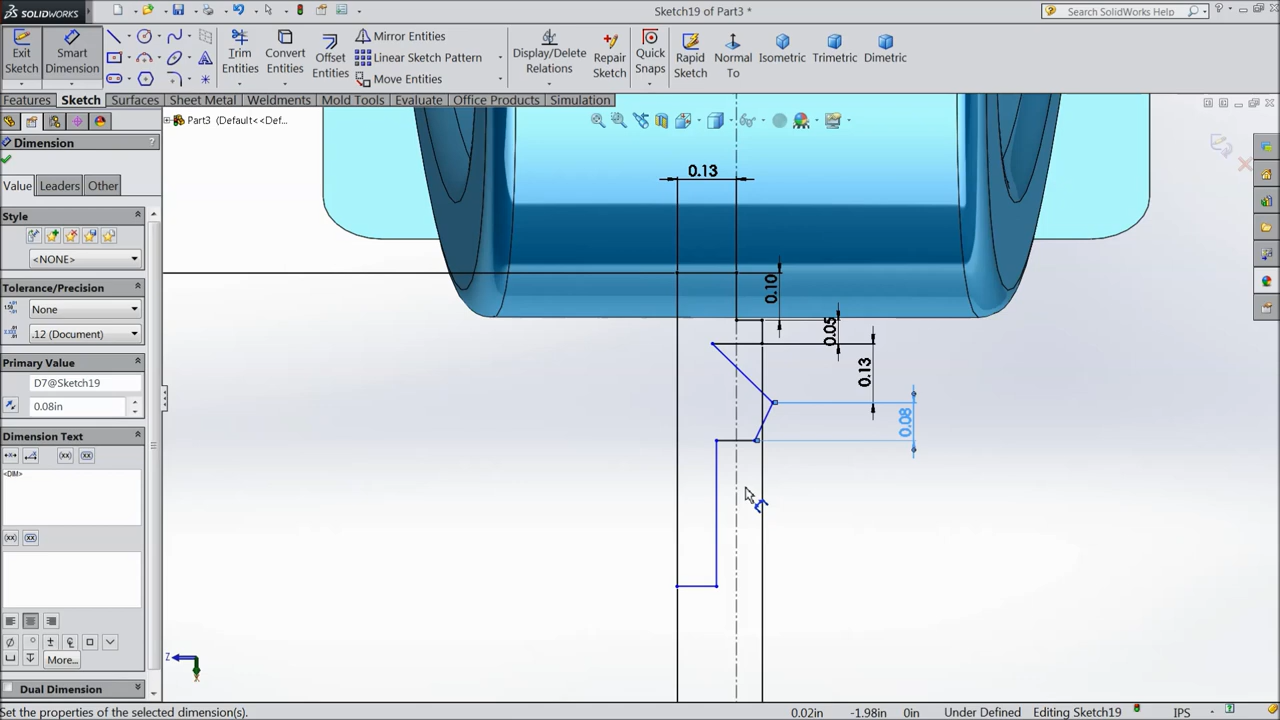 SOLIDWORKS
Sketch19 of Part3 *
Search SolidWorks Help
Exit Sketch
Smart Dimension
Trim Entities
Convert Entities
Offset Entities
Mirror Entities
Linear Sketch Pattern
Move Entities
Display/Delete Relations
Repair Sketch
Quick Snaps
Rapid Sketch
Normal To
Isometric
Trimetric
Dimetric
Features
Sketch
Surfaces
Sheet Metal
Weldments
Mold Tools
Evaluate
Office Products
Simulation
Part3 (Default<<Def...
Dimension
?
Value
Leaders
Other
Style
<NONE>
Tolerance/Precision
None
.12 (Document)
Primary Value
D7@Sketch19
0.08in
Dimension Text
<DIM>
More...
Dual Dimension
0.13
0.10
0.05
0.13
0.08
Z
Set the properties of the selected dimension(s).
0.02in
-1.98in
0in
Under Defined
Editing Sketch19
IPS